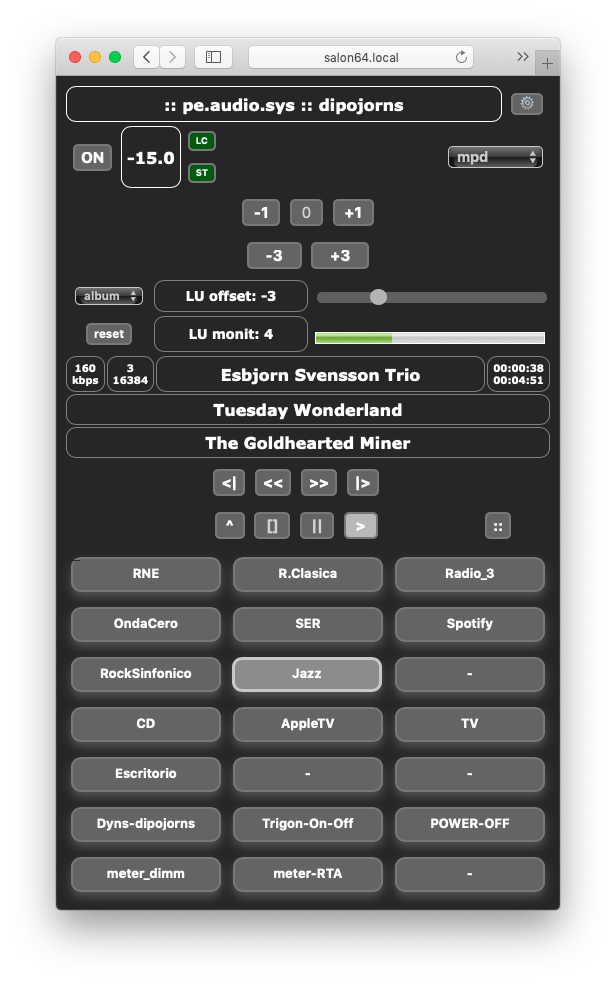 salon64.local
:: pe.audio.sys :: dipojorns
ON
-15.0
LC
ST
mpd
-1 0 +1
-3 +3
album
LU offset: -3
reset
LU monit: 4
160
kbps
3
16384
Esbjorn Svensson Trio
00:00:38
00:04:51
Tuesday Wonderland
The Goldhearted Miner
<| << >> |>
^ [] || > ::
RNE R.Clasica Radio_3
OndaCero SER Spotify
RockSinfonico Jazz -
CD AppleTV TV
Escritorio - -
Dyns-dipojorns Trigon-On-Off POWER-OFF
meter_dimm meter-RTA -